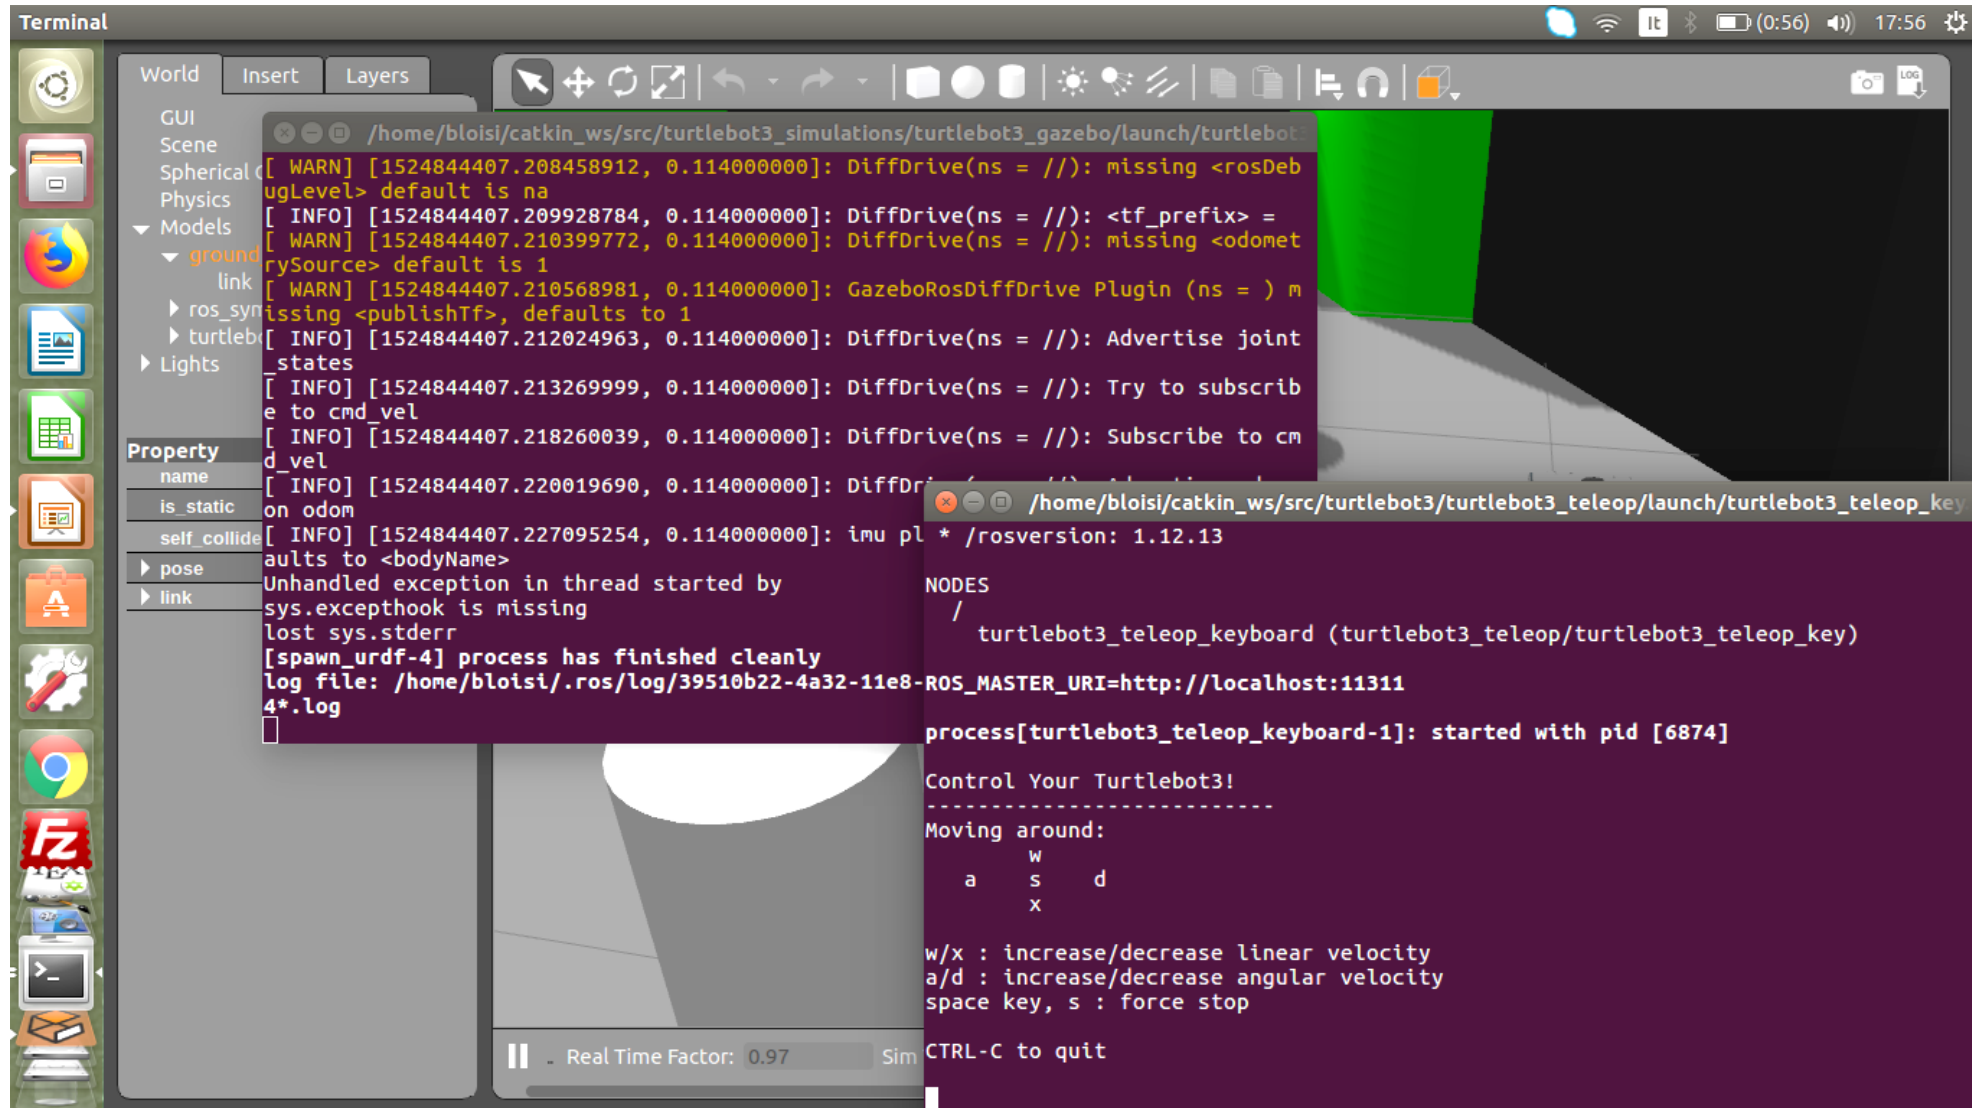 Terminal
It
(0:56)
17:56
World
Insert
Layers
LOG
GUI
Scene
Spherical
Physics
Models
ground
link
ros_sym
turtlebo
Lights
Property
name
is_static
self_collide
pose
link
/home/bloisi/catkin_ws/src/turtlebot3_simulations/turtlebot3_gazebo/launch/turtlebot3
[ WARN] [1524844407.208458912, 0.114000000]: DiffDrive(ns = //): missing <rosDeb
ugLevel> default is na
[ INFO] [1524844407.209928784, 0.114000000]: DiffDrive(ns = //): <tf_prefix> =
[ WARN] [1524844407.210399772, 0.114000000]: DiffDrive(ns = //): missing <odomet
rySource> default is 1
[ WARN] [1524844407.210568981, 0.114000000]: GazeboRosDiffDrive Plugin (ns = ) m
issing <publishTf>, defaults to 1
[ INFO] [1524844407.212024963, 0.114000000]: DiffDrive(ns = //): Advertise joint
_states
[ INFO] [1524844407.213269999, 0.114000000]: DiffDrive(ns = //): Try to subscrib
e to cmd_vel
[ INFO] [1524844407.218260039, 0.114000000]: DiffDrive(ns = //): Subscribe to cm
d_vel
[ INFO] [1524844407.220019690, 0.114000000]: DiffDr
on odom
[ INFO] [1524844407.227095254, 0.114000000]: imu pl
aults to <bodyName>
Unhandled exception in thread started by
sys.excepthook is missing
lost sys.stderr
[spawn_urdf-4] process has finished cleanly
log file: /home/bloisi/.ros/log/39510b22-4a32-11e8-
4*.log
/home/bloisi/catkin_ws/src/turtlebot3/turtlebot3_teleop/launch/turtlebot3_teleop_key
* /rosversion: 1.12.13
NODES
/
turtlebot3_teleop_keyboard (turtlebot3_teleop/turtlebot3_teleop_key)
ROS_MASTER_URI=http://localhost:11311
process[turtlebot3_teleop_keyboard-1]: started with pid [6874]
Control Your Turtlebot3!
---------------------------
Moving around:
w
a s d
x
w/x : increase/decrease linear velocity
a/d : increase/decrease angular velocity
space key, s : force stop
CTRL-C to quit
Real Time Factor: 0.97
Sim